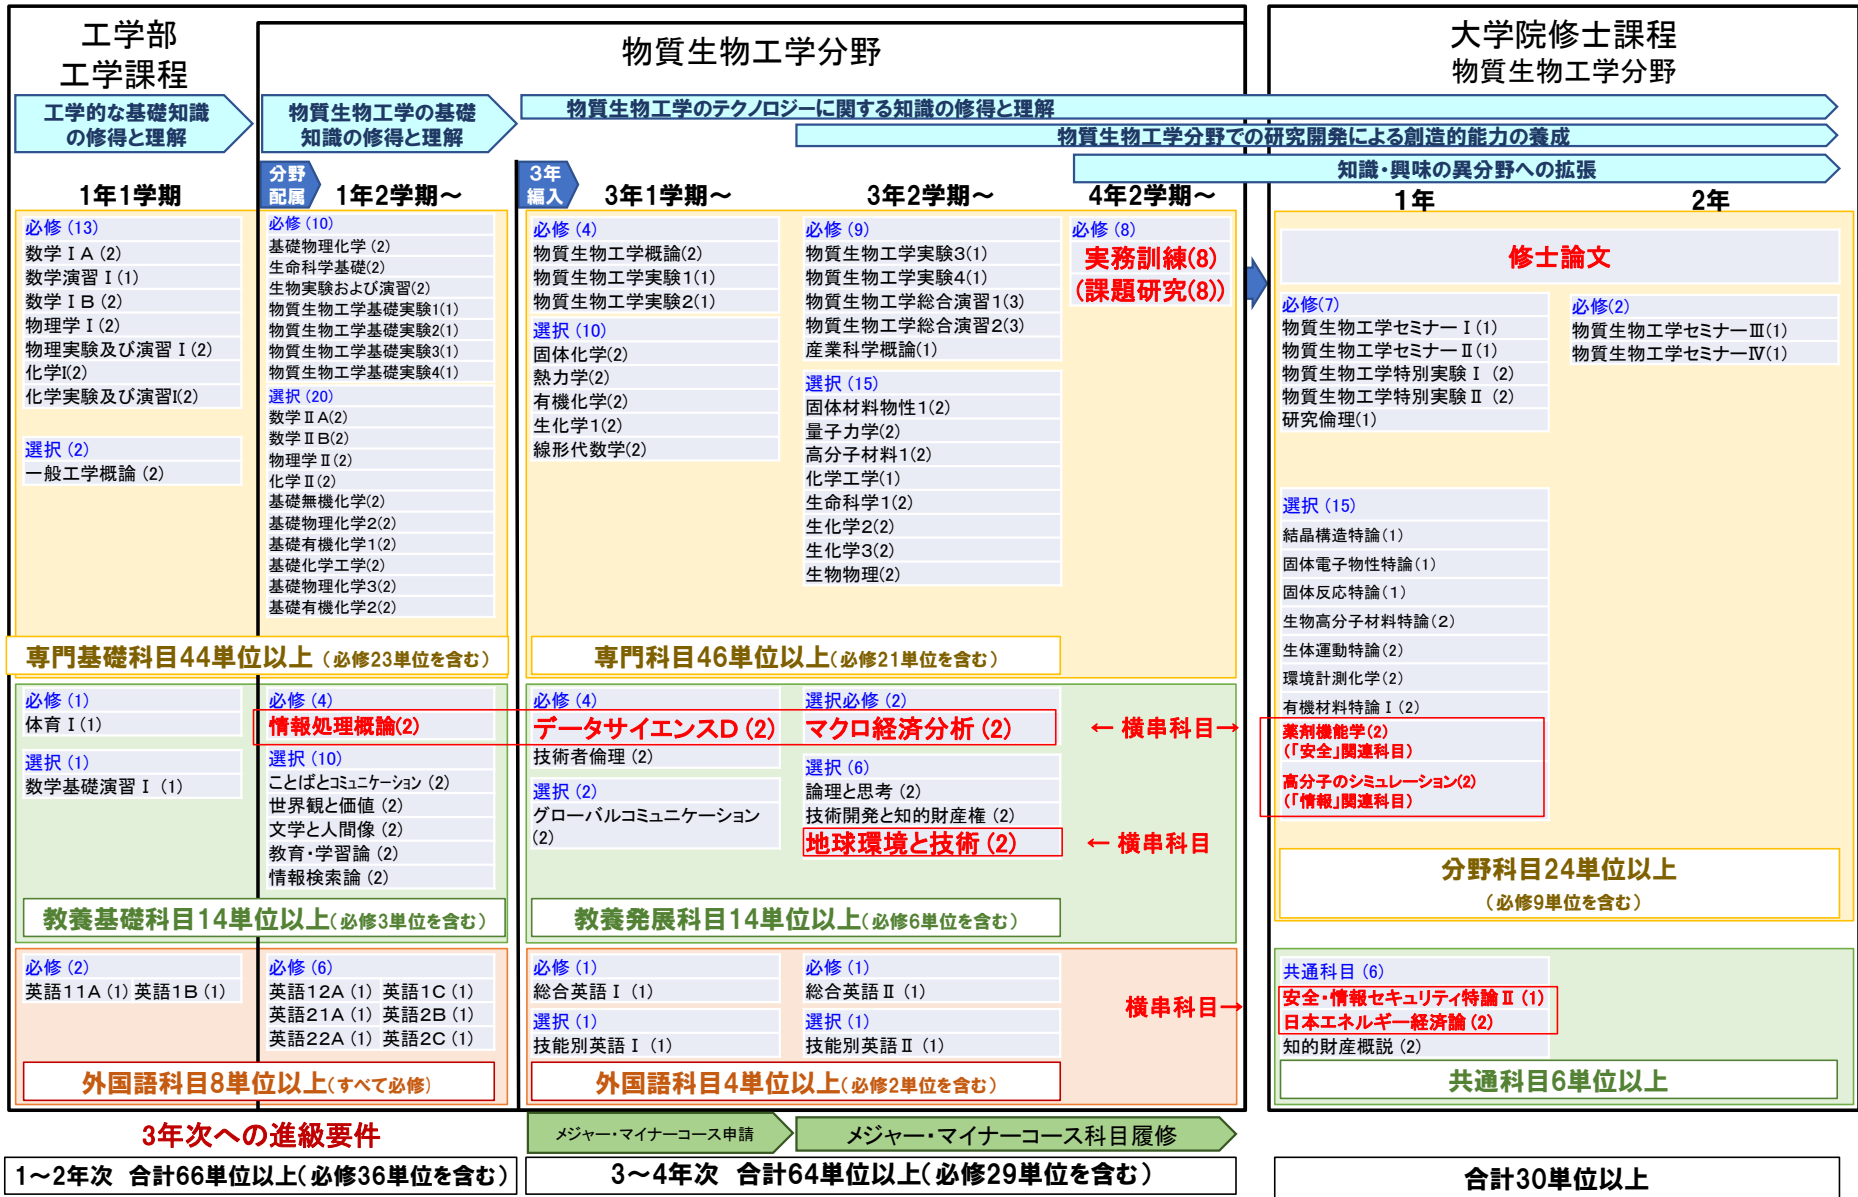 工学部
工学課程
物質生物工学分野
大学院修士課程
物質生物工学分野
工学的な基礎知識
の修得と理解
物質生物工学の基礎
知識の修得と理解
物質生物工学のテクノロジーに関する知識の修得と理解
物質生物工学分野での研究開発による創造的能力の養成
知識・興味の異分野への拡張
1年1学期
分野
配属
1年2学期～
3年
編入
3年1学期～
3年2学期～
4年2学期～
1年
2年
必修（13）
数学ⅠA（2）
数学演習Ⅰ（1）
数学ⅠB（2）
物理学Ⅰ（2）
物理実験及び演習Ⅰ（2）
化学I(2)
化学実験及び演習I(2)
選択（2）
一般工学概論（2）
必修（10）
基礎物理化学（2）
生命科学基礎(2)
生物実験および演習(2)
物質生物工学基礎実験1(1)
物質生物工学基礎実験2(1)
物質生物工学基礎実験3(1)
物質生物工学基礎実験4(1)
選択（20）
数学ⅡA(2)
数学ⅡB(2)
物理学Ⅱ(2)
化学Ⅱ(2)
基礎無機化学(2)
基礎物理化学2(2)
基礎有機化学1(2)
基礎化学工学(2)
基礎物理化学3(2)
基礎有機化学2(2)
専門基礎科目44単位以上（必修23単位を含む）
必修（4）
物質生物工学概論(2)
物質生物工学実験1(1)
物質生物工学実験2(1)
選択（10）
固体化学(2)
熱力学(2)
有機化学(2)
生化学1(2)
線形代数学(2)
必修（9）
物質生物工学実験3(1)
物質生物工学実験4(1)
物質生物工学総合演習1(3)
物質生物工学総合演習2(3)
産業科学概論(1)
選択（15）
固体材料物性1(2)
量子力学(2)
高分子材料1(2)
化学工学(1)
生命科学1(2)
生化学2(2)
生化学3(2)
生物物理(2)
必修（8）
実務訓練(8)
(課題研究(8))
専門科目46単位以上(必修21単位を含む）
修士論文
必修(7)
物質生物工学セミナーⅠ(1)
物質生物工学セミナーⅡ(1)
物質生物工学特別実験Ⅰ（2）
物質生物工学特別実験Ⅱ（2）
研究倫理(1)
必修(2)
物質生物工学セミナーⅢ(1)
物質生物工学セミナーⅣ(1)
選択（15）
結晶構造特論(1)
固体電子物性特論(1)
固体反応特論(1)
生物高分子材料特論(2)
生体運動特論(2)
環境計測化学(2)
有機材料特論Ⅰ(2)
薬剤機能学(2)
(｢安全｣関連科目)
高分子のシミュレーション(2)
(｢情報｣関連科目)
分野科目24単位以上
（必修9単位を含む）
必修（1）
体育Ⅰ(1)
選択（1）
数学基礎演習Ⅰ（1）
必修（4）
情報処理概論(2)
選択（10）
ことばとコミュニケーション（2）
世界観と価値（2）
文学と人間像（2）
教育・学習論（2）
情報検索論（2）
教養基礎科目14単位以上(必修3単位を含む）
必修（4）
データサイエンスD（2）
技術者倫理（2）
選択（2）
グローバルコミュニケーション
（2）
選択必修（2）
マクロ経済分析（2）
選択（6）
論理と思考（2）
技術開発と知的財産権（2）
地球環境と技術（2）
← 横串科目→
← 横串科目
教養発展科目14単位以上(必修6単位を含む）
必修（2）
英語11A（1） 英語1B（1）
必修（6）
英語12A（1） 英語1C（1）
英語21A（1） 英語2B（1）
英語22A（1） 英語2C（1）
外国語科目8単位以上(すべて必修）
必修（1）
総合英語Ⅰ（1）
選択（1）
技能別英語Ⅰ（1）
必修（1）
総合英語Ⅱ（1）
選択（1）
技能別英語Ⅱ（1）
横串科目→
外国語科目4単位以上(必修2単位を含む）
共通科目（6）
安全・情報セキュリティ特論Ⅱ（1）
日本エネルギー経済論（2）
知的財産概説（2）
共通科目6単位以上
3年次への進級要件
メジャー・マイナーコース申請
メジャー・マイナーコース科目履修
1～2年次 合計66単位以上(必修36単位を含む）
3～4年次 合計64単位以上(必修29単位を含む）
合計30単位以上